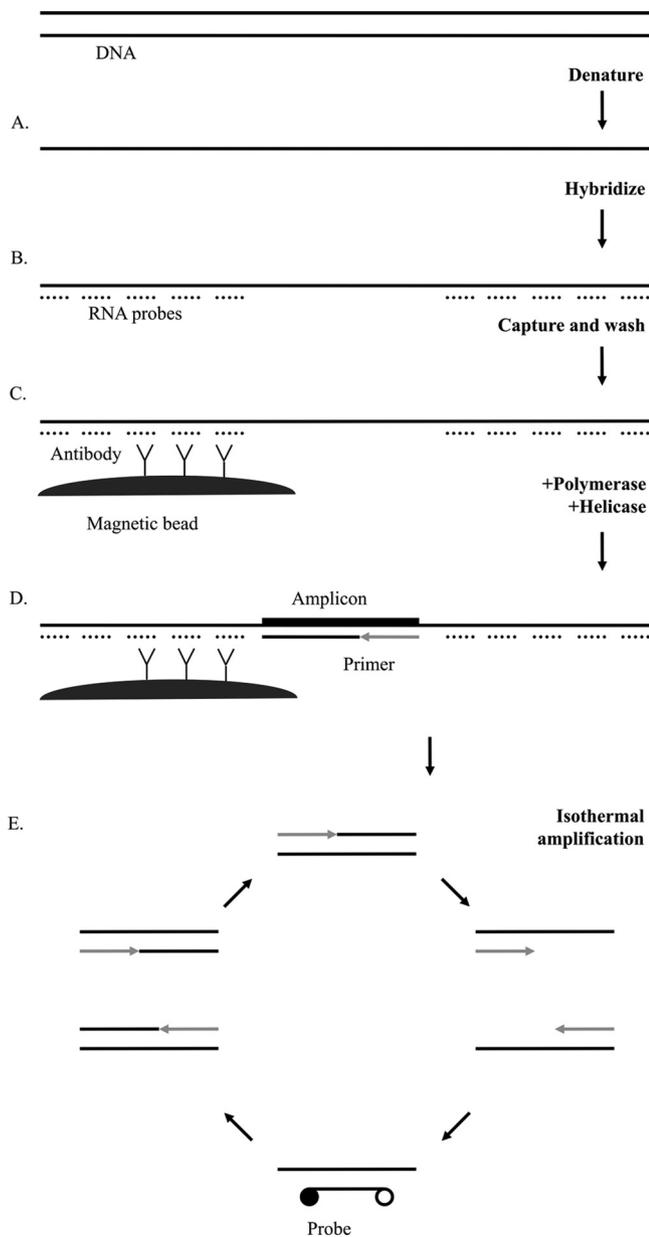 DNA
Denature
A.
Hybridize
B.
RNA probes
Capture and wash
C.
Antibody
+Polymerase
+Helicase
Magnetic bead
D.
Amplicon
Primer
E.
Isothermal
amplification
Probe